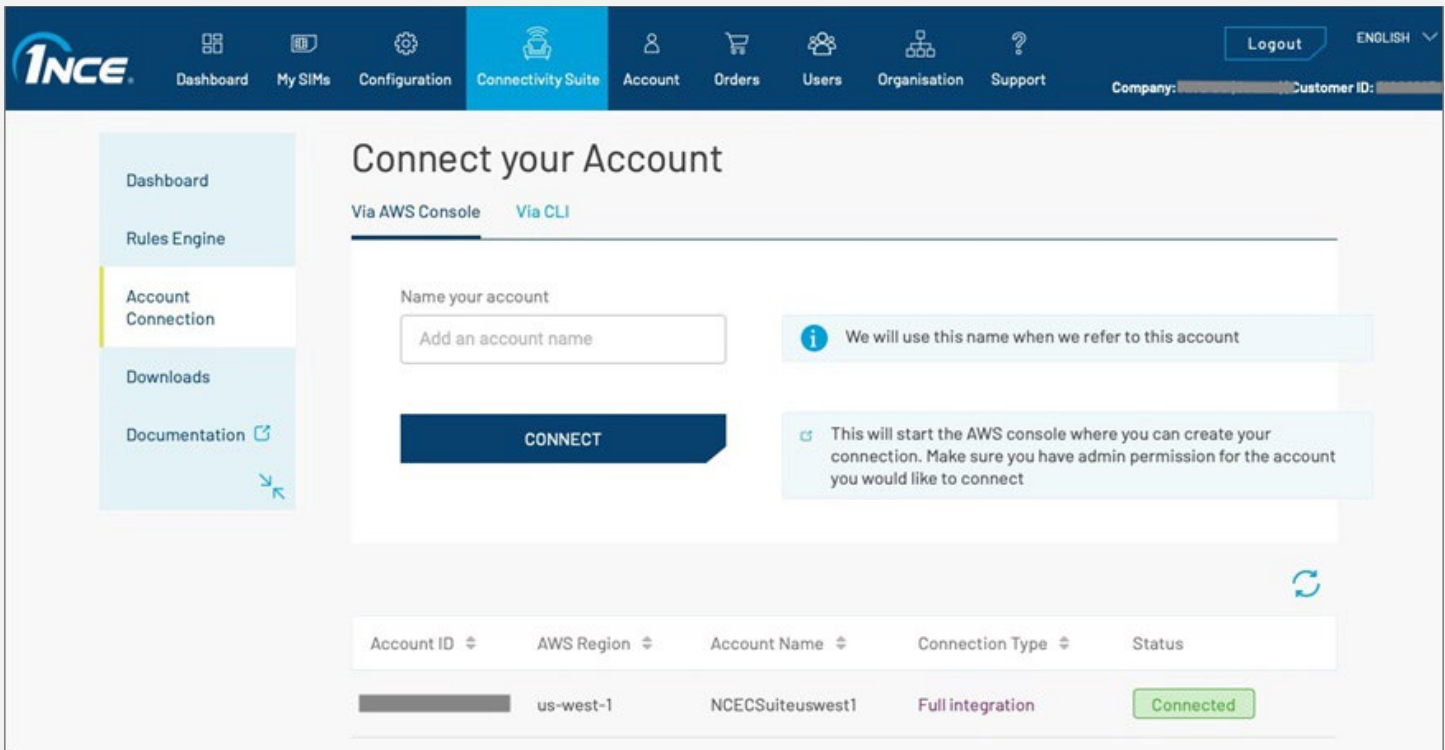 1NCE.
Dashboard
My SIMs
Configuration
Connectivity Suite
Account
Orders
Users
Organisation
Support
Logout
ENGLISH
Company:
Customer ID:
Dashboard
Rules Engine
Account
Connection
Downloads
Documentation
Connect your Account
Via AWS Console Via CLI
Name your account
Add an account name
We will use this name when we refer to this account
CONNECT
This will start the AWS console where you can create your
connection. Make sure you have admin permission for the account
you would like to connect
Account ID AWS Region Account Name Connection Type Status
us-west-1 NCECSuiteuswest1 Full integration Connected